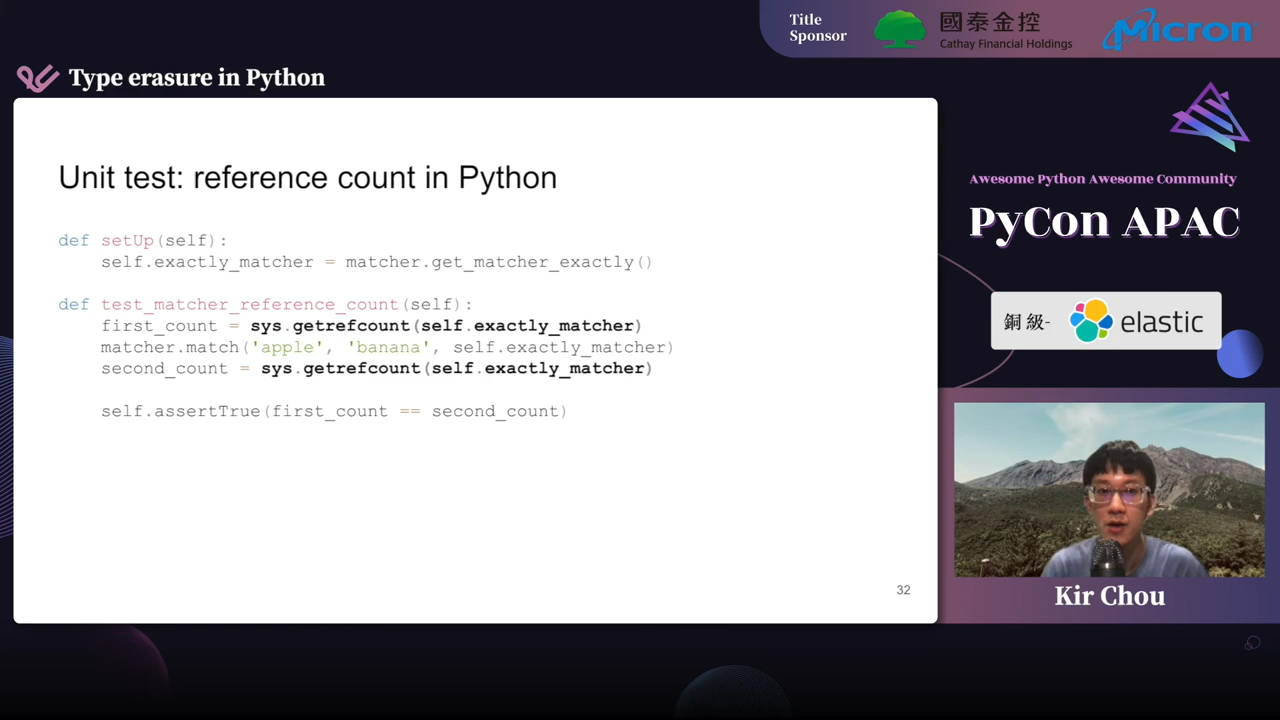 Title
Sponsor
國泰金控
Cathay Financial Holdings
Micron
Type erasure in Python
Unit test: reference count in Python
def setUp(self):
self.exactly_matcher = matcher.get_matcher_exactly()
def test_matcher_reference_count(self):
first_count = sys.getrefcount(self.exactly_matcher)
matcher.match('apple', 'banana', self.exactly_matcher)
second_count = sys.getrefcount(self.exactly_matcher)
self.assertTrue(first_count == second_count)
32
Awesome Python Awesome Community
PyCon APAC
銅級- elastic
Kir Chou